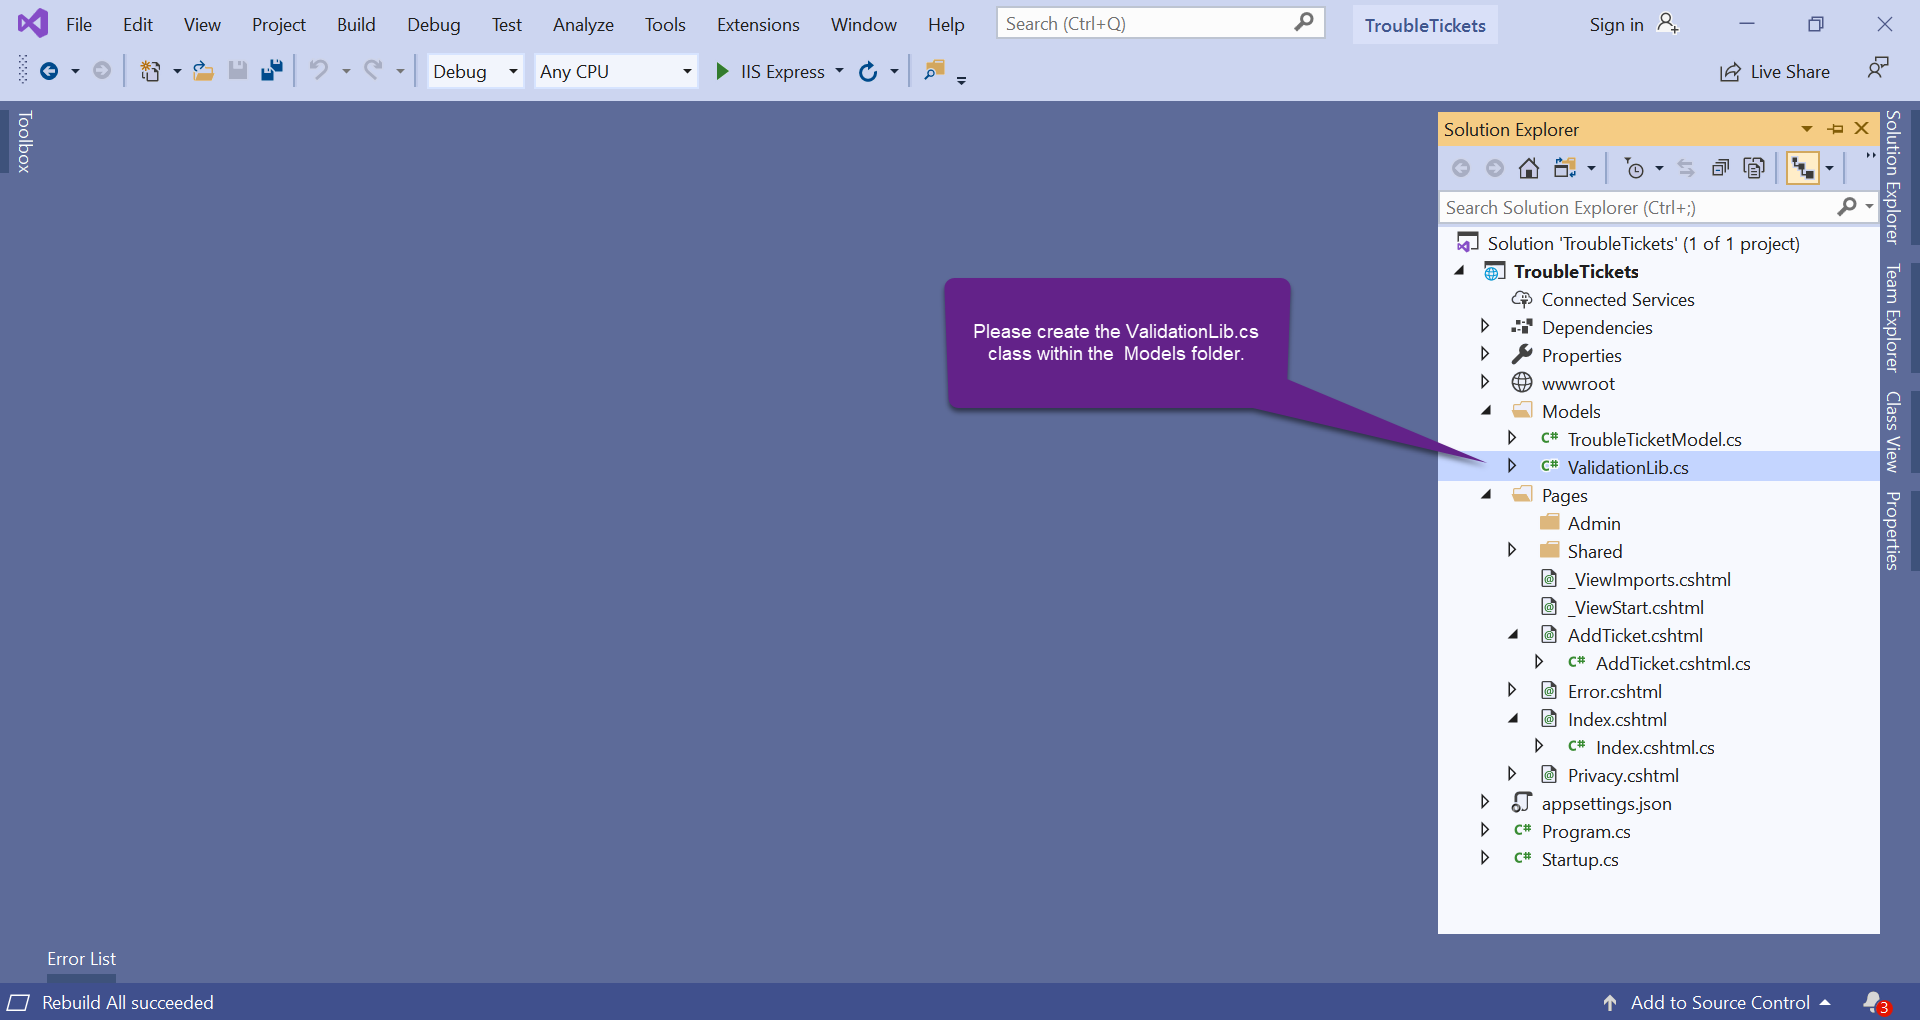 File Edit View Project Build Debug Test Analyze Tools Extensions Window Help Search (Ctrl+Q) TroubleTickets Sign in
Debug Any CPU IIS Express Live Share
Toolbox
Solution Explorer
Search Solution Explorer (Ctrl+;)
Solution 'TroubleTickets' (1 of 1 project)
TroubleTickets
Connected Services
Dependencies
Properties
wwwroot
Models
C# TroubleTicketModel.cs
C# ValidationLib.cs
Pages
Admin
Shared
_ViewImports.cshtml
_ViewStart.cshtml
AddTicket.cshtml
C# AddTicket.cshtml.cs
Error.cshtml
Index.cshtml
C# Index.cshtml.cs
Privacy.cshtml
appsettings.json
C# Program.cs
C# Startup.cs
Please create the ValidationLib.cs
class within the Models folder.
Solution Explorer
Team Explorer
Class View
Properties
Error List
Rebuild All succeeded
Add to Source Control 3